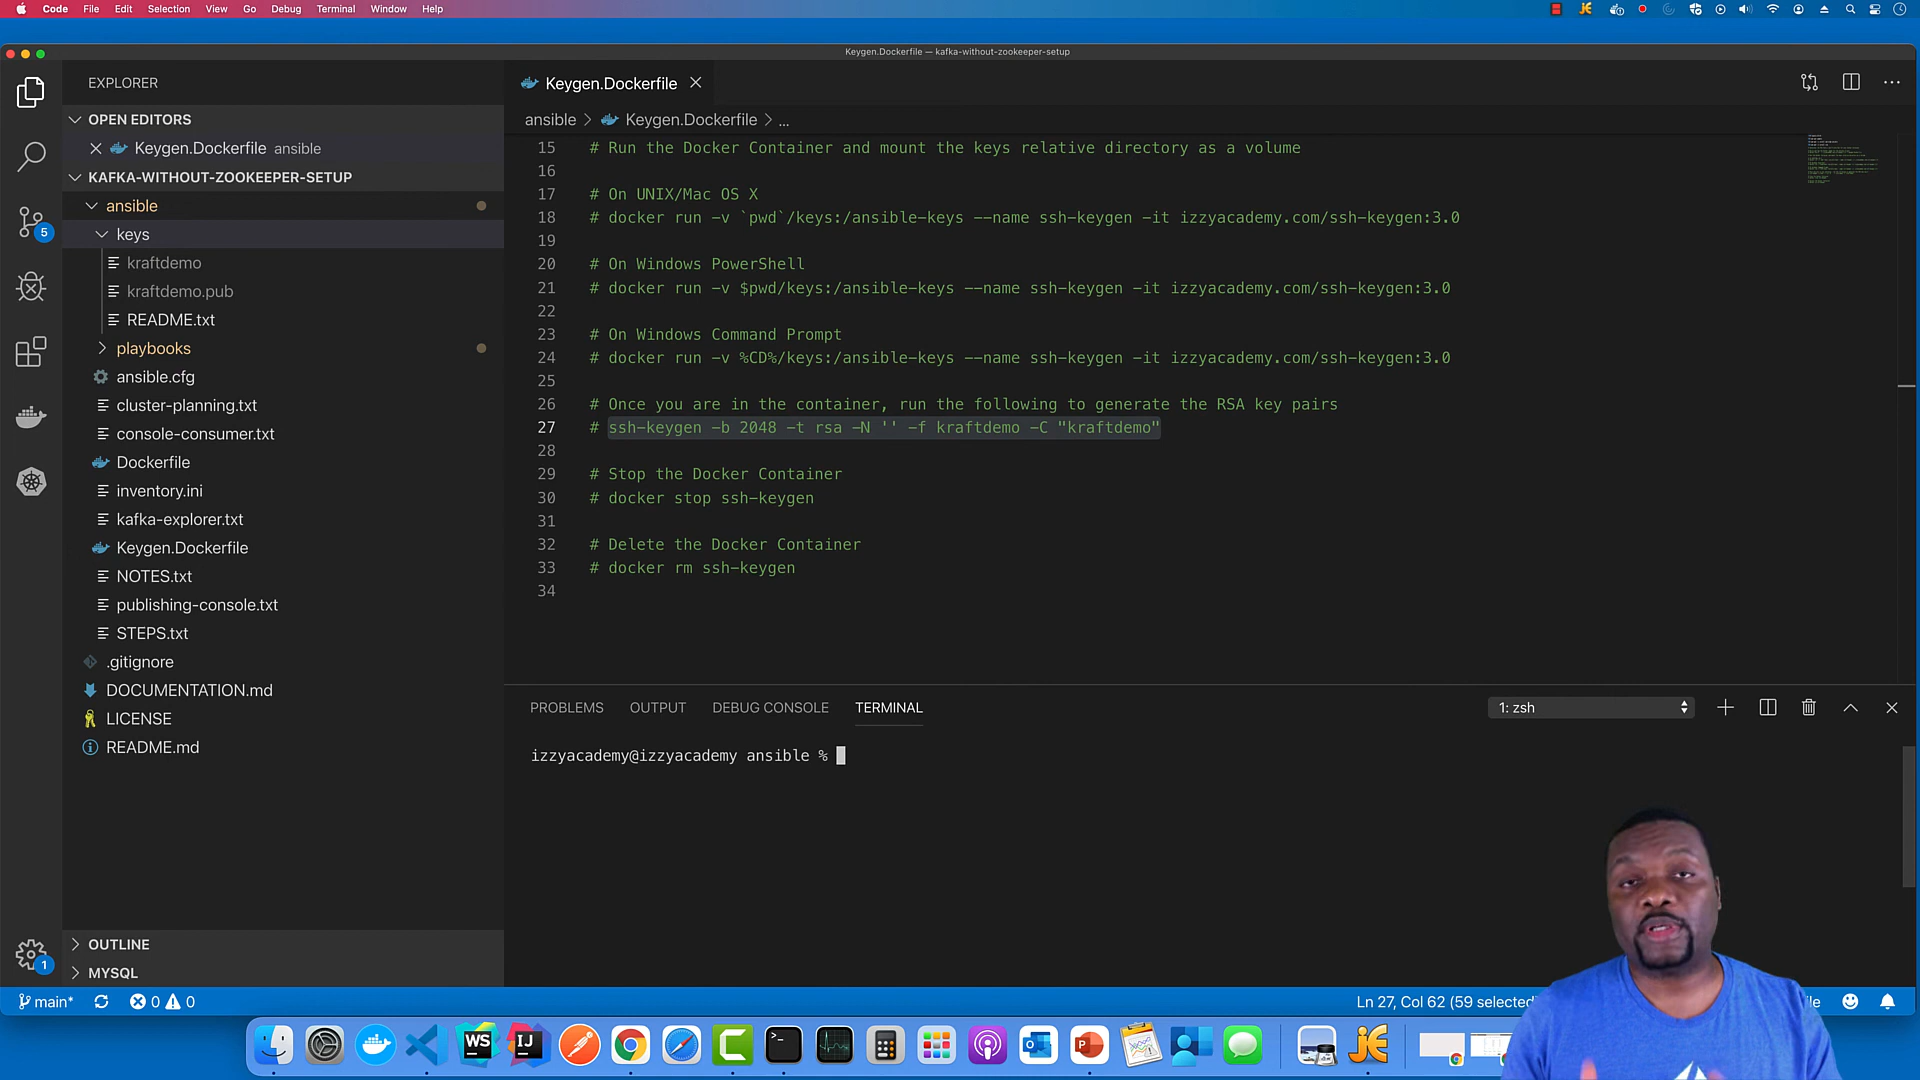 Code File Edit Selection View Go Debug Terminal Window Help
Keygen.Dockerfile — kafka-without-zookeeper-setup
EXPLORER
OPEN EDITORS
Keygen.Dockerfile ansible
KAFKA-WITHOUT-ZOOKEEPER-SETUP
ansible
keys
kraftdemo
kraftdemo.pub
README.txt
playbooks
ansible.cfg
cluster-planning.txt
console-consumer.txt
Dockerfile
inventory.ini
kafka-explorer.txt
Keygen.Dockerfile
NOTES.txt
publishing-console.txt
STEPS.txt
.gitignore
DOCUMENTATION.md
LICENSE
README.md
OUTLINE
MYSQL
5
1
Keygen.Dockerfile
ansible > Keygen.Dockerfile > ...
15 # Run the Docker Container and mount the keys relative directory as a volume
16
17 # On UNIX/Mac OS X
18 # docker run -v `pwd`/keys:/ansible-keys --name ssh-keygen -it izzyacademy.com/ssh-keygen:3.0
19
20 # On Windows PowerShell
21 # docker run -v $pwd/keys:/ansible-keys --name ssh-keygen -it izzyacademy.com/ssh-keygen:3.0
22
23 # On Windows Command Prompt
24 # docker run -v %CD%/keys:/ansible-keys --name ssh-keygen -it izzyacademy.com/ssh-keygen:3.0
25
26 # Once you are in the container, run the following to generate the RSA key pairs
27 # ssh-keygen -b 2048 -t rsa -N '' -f kraftdemo -C "kraftdemo"
28
29 # Stop the Docker Container
30 # docker stop ssh-keygen
31
32 # Delete the Docker Container
33 # docker rm ssh-keygen
34
PROBLEMS OUTPUT DEBUG CONSOLE TERMINAL
1: zsh
izzyacademy@izzyacademy ansible %
main* 0 0
Ln 27, Col 62 (59 selected
WS
IJ